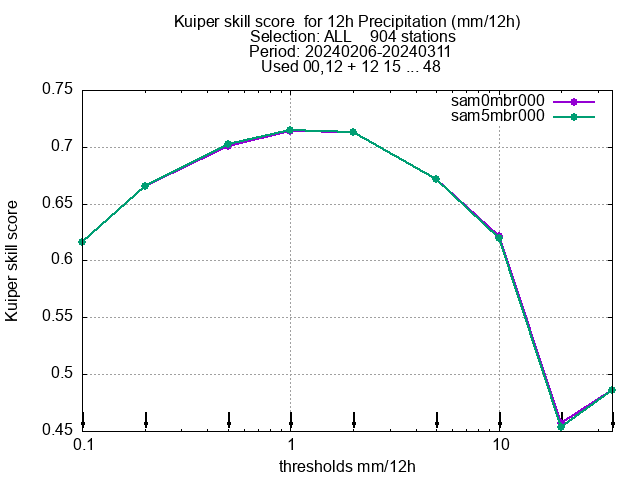 Kuiper skill score  for 12h Precipitation (mm/12h)
Selection: ALL    904 stations
Period: 20240206-20240311
Used 00,12 + 12 15 ... 48
sam0mbr000
sam5mbr000
Kuiper skill score
0.75
0.7
0.65
0.6
0.55
0.5
0.45
0.1
1
10
thresholds mm/12h